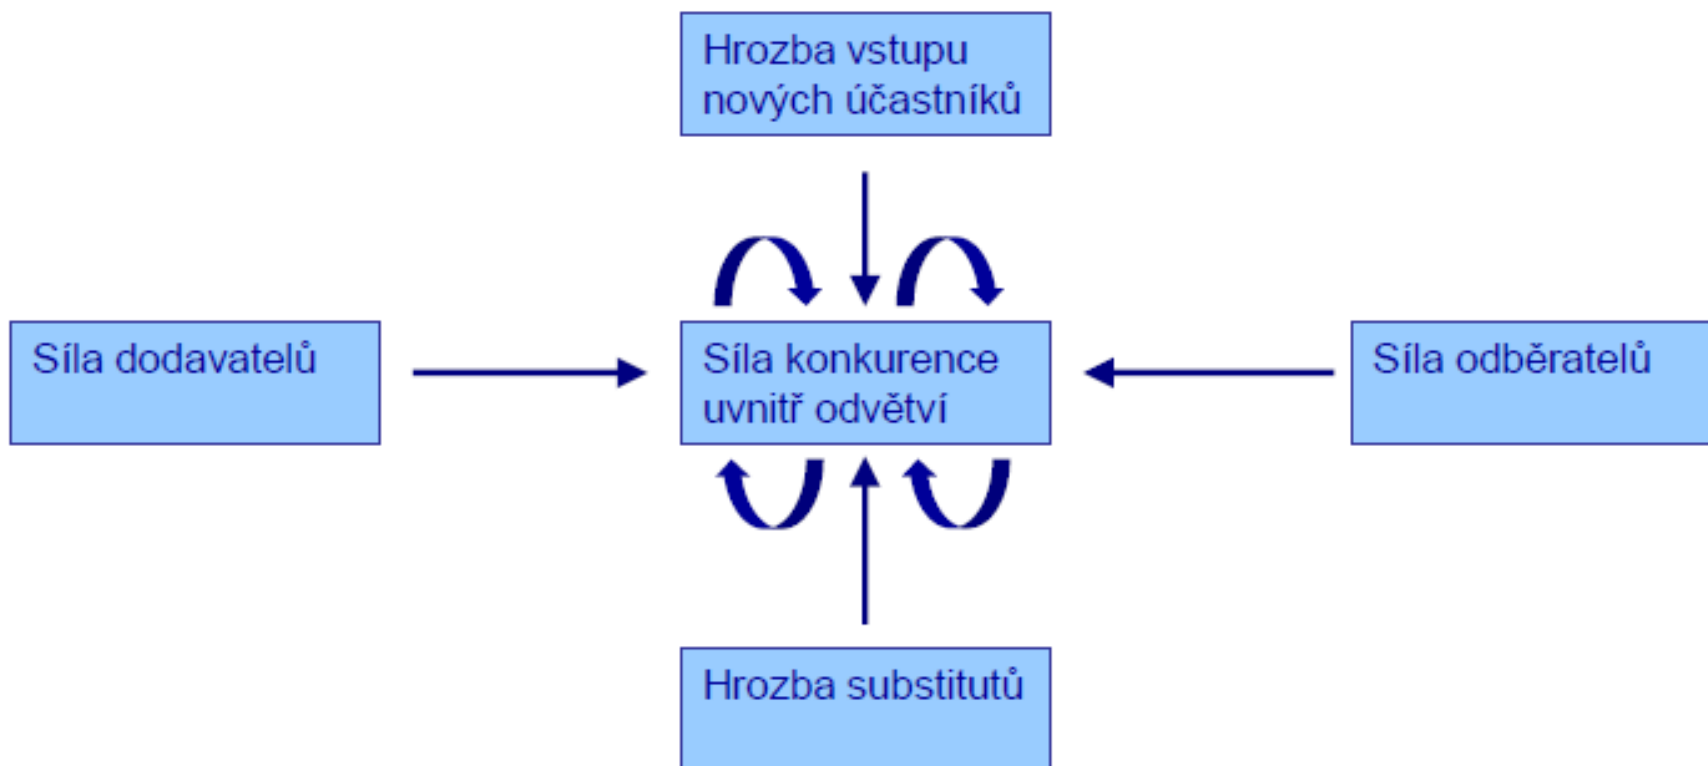 Hrozba vstupu
nových účastníků
Síla dodavatelů
Síla konkurence
uvnitř odvětví
Síla odběratelů
Hrozba substitutů